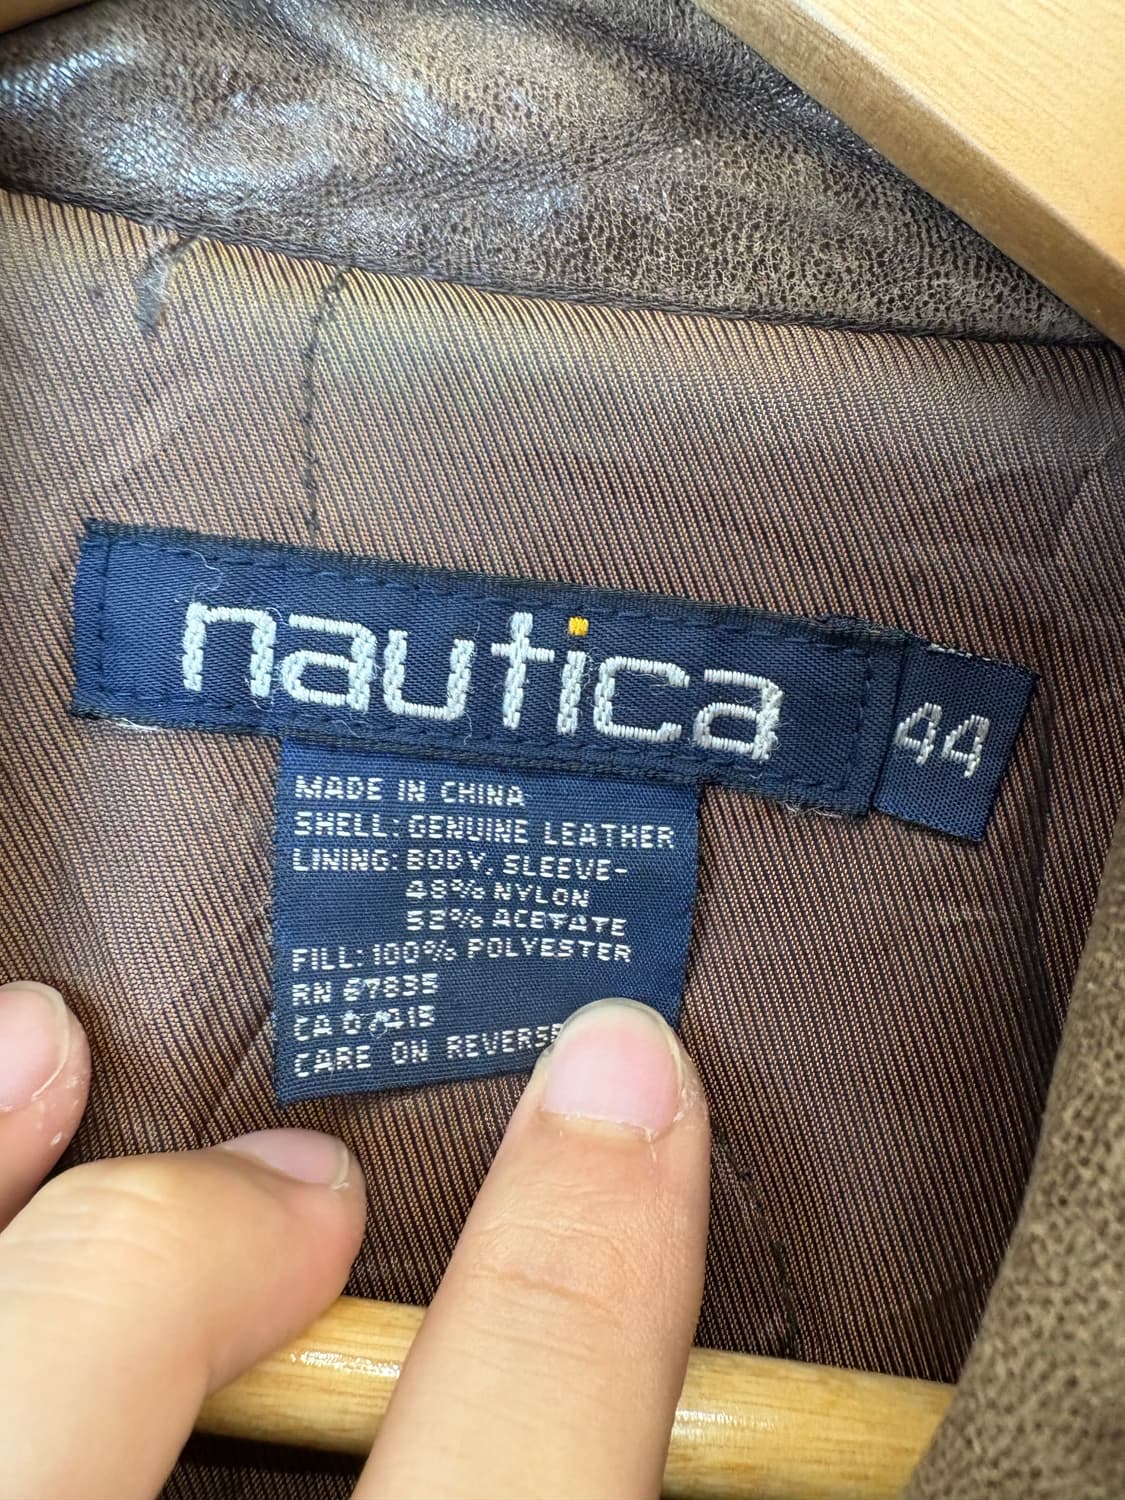 nautica
44
MADE IN CHINA
SHELL: GENUINE LEATHER
LINING: BODY, SLEEVE-
48% NYLON
52% ACETATE
FILL: 100% POLYESTER
RN 67835
CA
CARE ON REVERSE